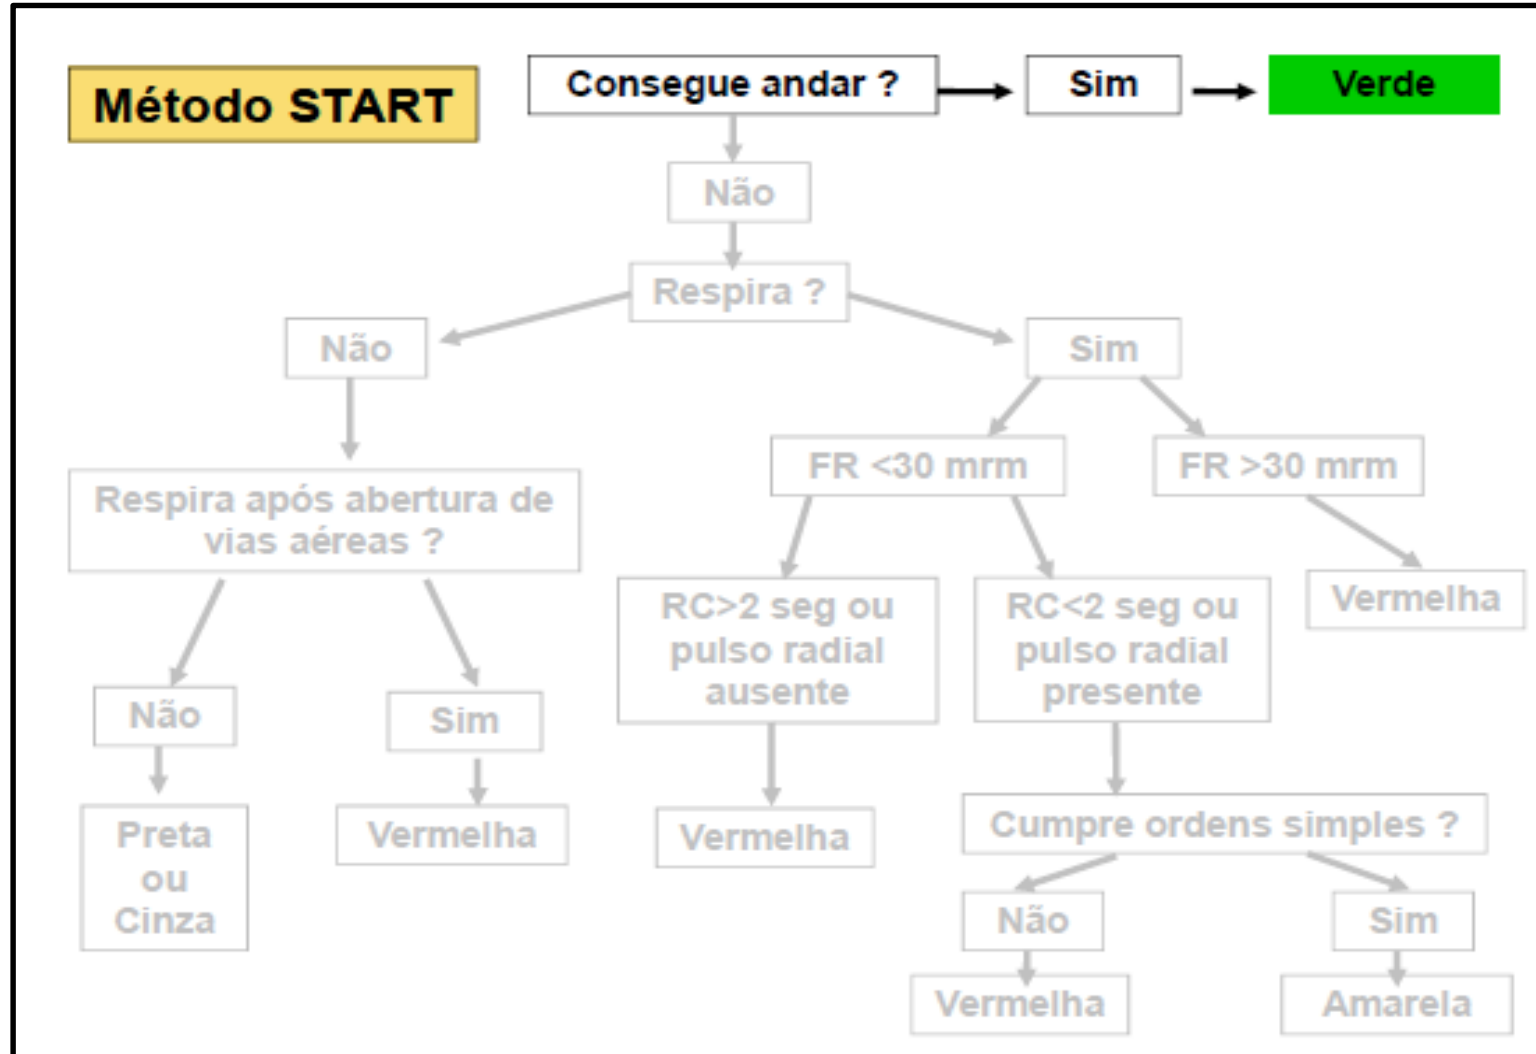 Método START
Consegue andar ?
Sim
Verde
Não
Respira ?
Não
Sim
FR <30 mrm
FR >30 mrm
Respira após abertura de
vias aéreas ?
RC>2 seg ou
pulso radial
ausente
RC<2 seg ou
pulso radial
presente
Vermelha
Não
Sim
Preta
ou
Cinza
Vermelha
Vermelha
Cumpre ordens simples ?
Não
Sim
Vermelha
Amarela